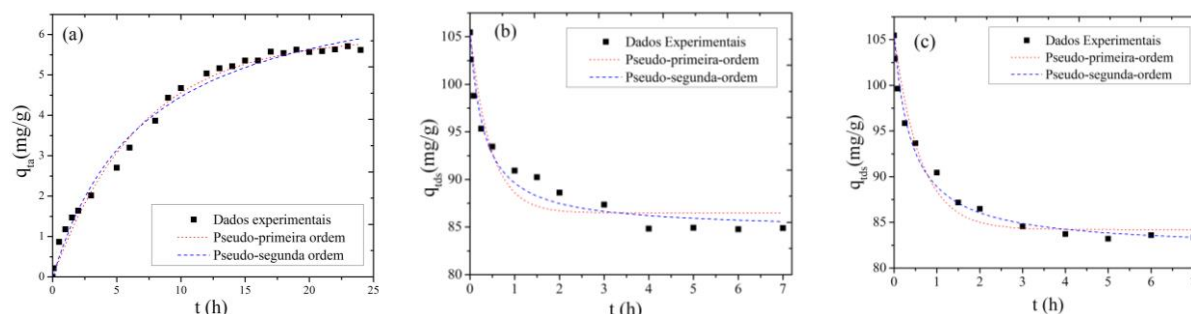 (a)
6
5
4
3
2
1
0
q_ta(mg/g)
Dados experimentais
Pseudo-primeira ordem
Pseudo-segunda ordem
0 5 10 15 20 25
t (h)
(b)
105
100
95
90
85
80
q_tds(mg/g)
Dados Experimentais
Pseudo-primeira-ordem
Pseudo-segunda-ordem
0 1 2 3 4 5 6 7
t (h)
(c)
105
100
95
90
85
80
q_tds(mg/g)
Dados Experimentais
Pseudo-primeira-ordem
Pseudo-segunda-ordem
0 1 2 3 4 5 6
t (h)